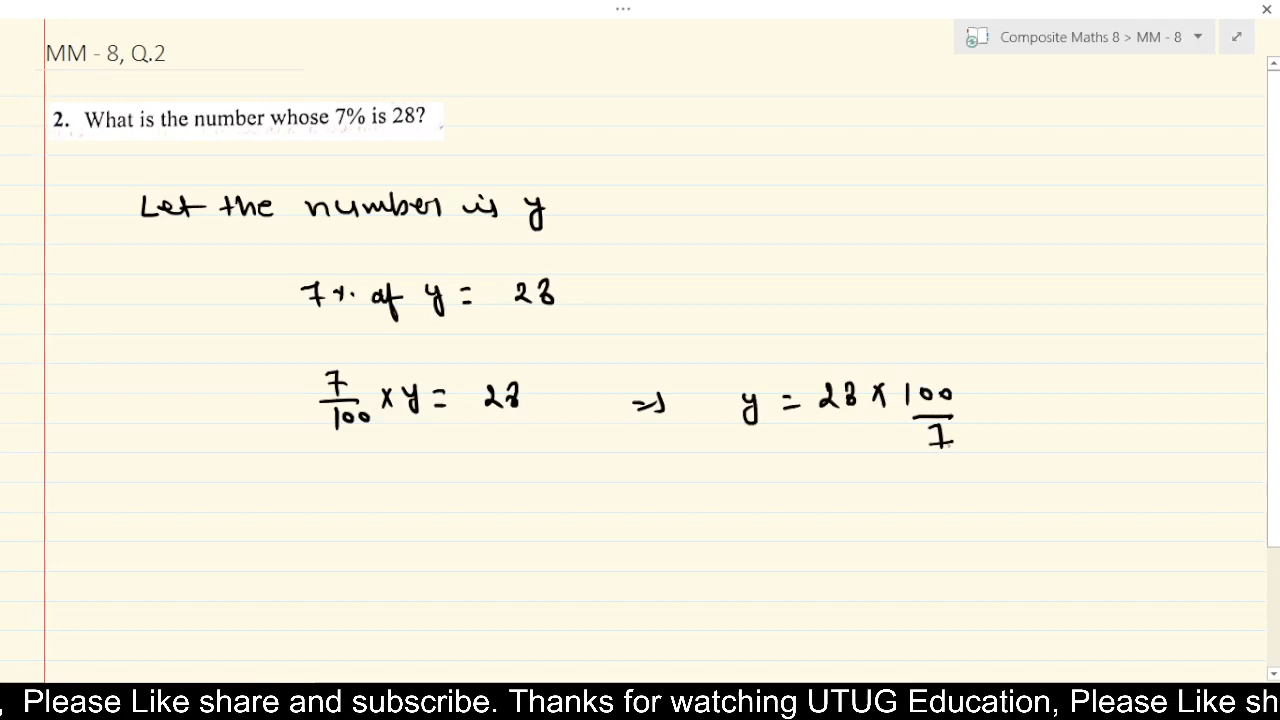 MM - 8, Q.2
Composite Maths 8 > MM - 8
2. What is the number whose 7% is 28?
Let the number is y
7%. of y = 28
7/100 × y = 28 => y = 28 × 100/7
, Please Like share and subscribe. Thanks for watching UTUG Education, Please Like sh